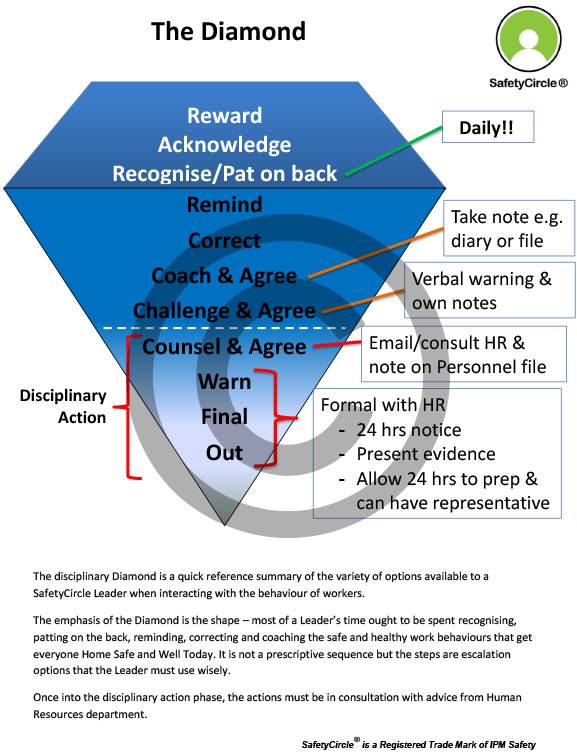 The Diamond
SafetyCircle®
Reward
Acknowledge
Recognise/Pat on back
Daily!!
Remind
Correct
Coach & Agree
Take note e.g.
diary or file
Challenge & Agree
Verbal warning &
own notes
Counsel & Agree
Email/consult HR &
note on Personnel file
Disciplinary
Action
Warn
Final
Out
Formal with HR
- 24 hrs notice
- Present evidence
- Allow 24 hrs to prep &
can have representative
The disciplinary Diamond is a quick reference summary of the variety of options available to a
SafetyCircle Leader when interacting with the behaviour of workers.
The emphasis of the Diamond is the shape – most of a Leader's time ought to be spent recognising,
patting on the back, reminding, correcting and coaching the safe and healthy work behaviours that get
everyone Home Safe and Well Today. It is not a prescriptive sequence but the steps are escalation
options that the Leader must use wisely.
Once into the disciplinary action phase, the actions must be in consultation with advice from Human
Resources department.
SafetyCircle® is a Registered Trade Mark of IPM Safety